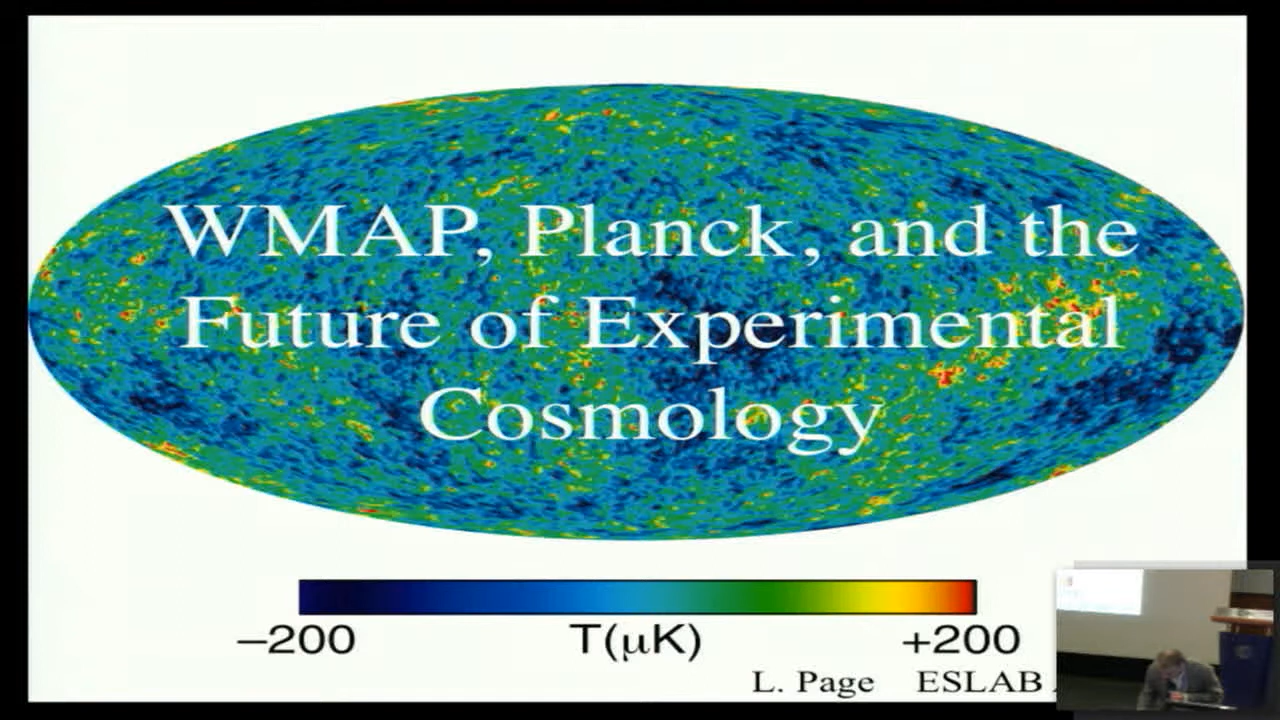 WMAP, Planck, and the
Future of Experimental
Cosmology
−200 T(μK) +200
L. Page ESLAB